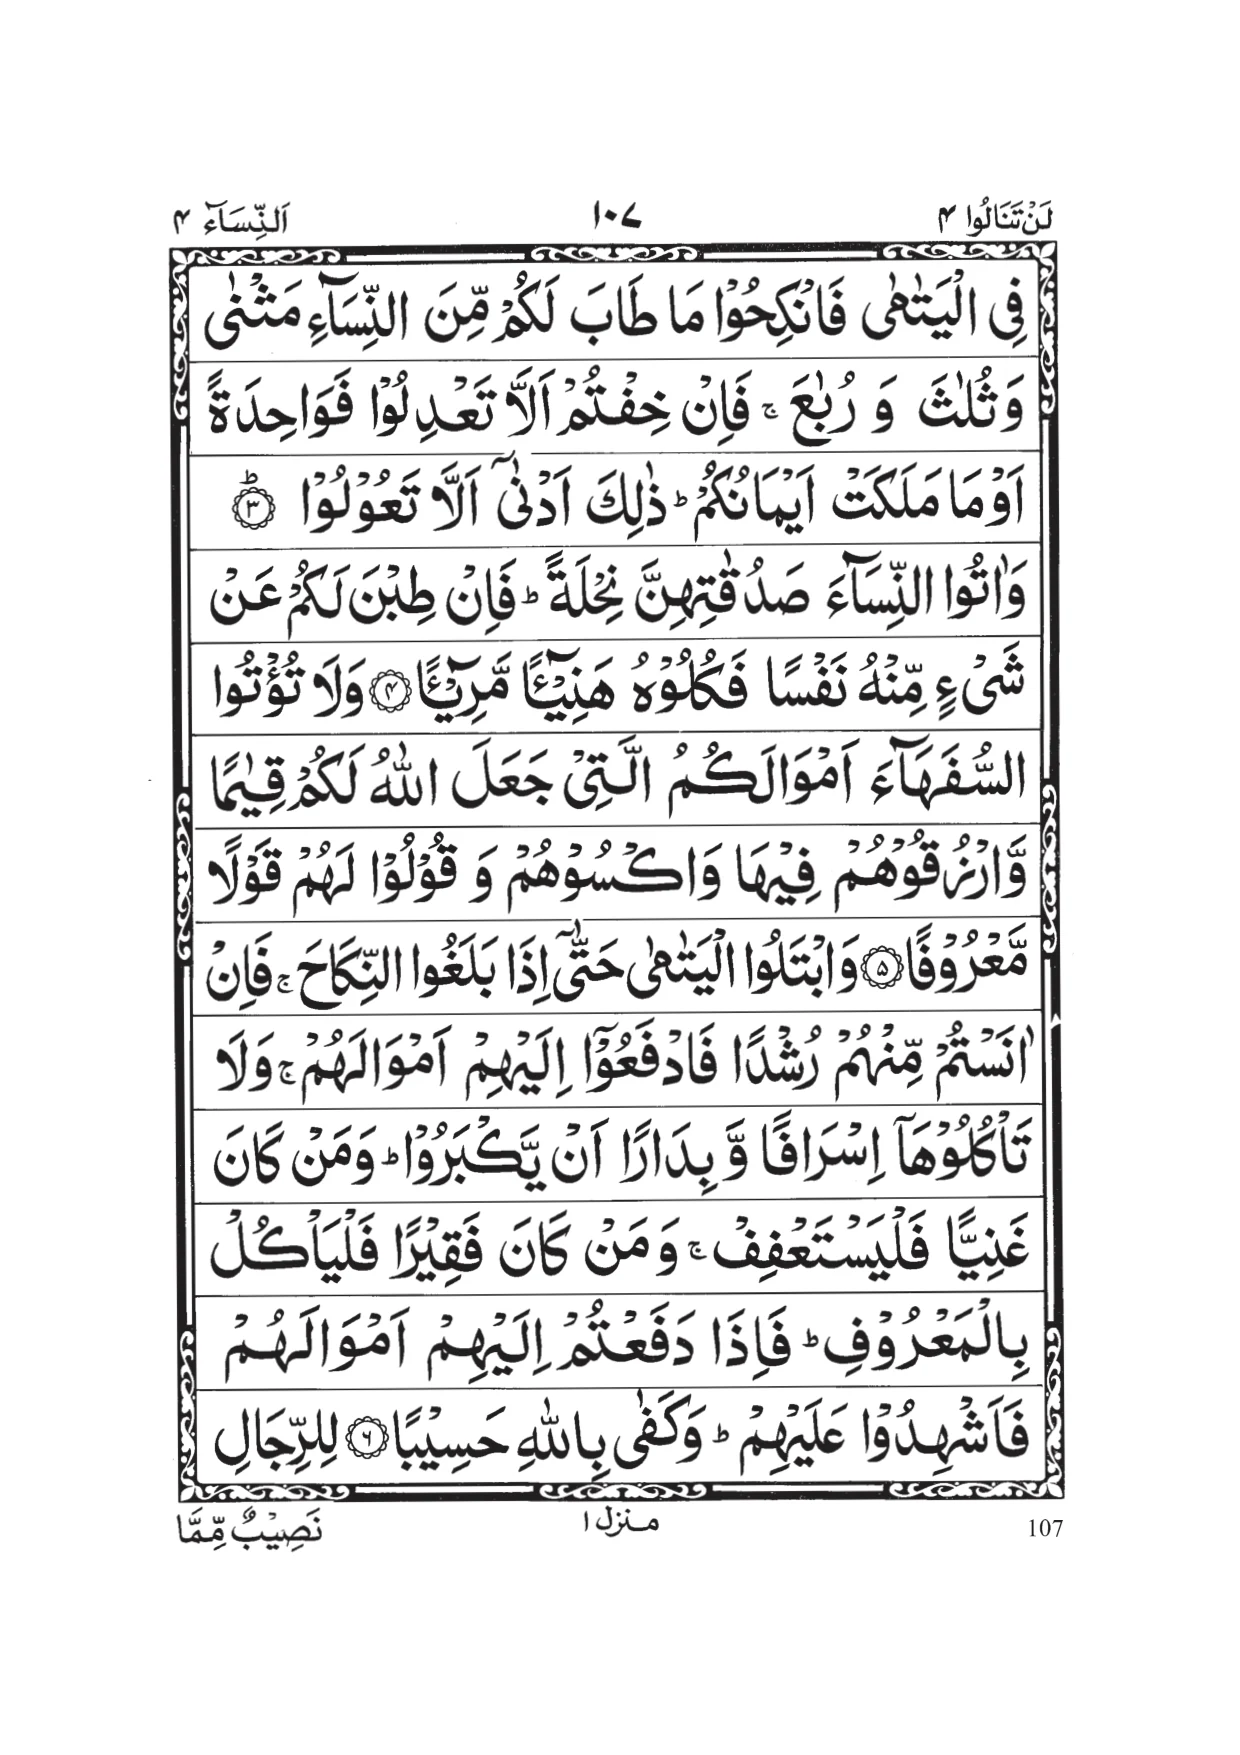 لَنْ تَنَالُوا ۴ ۱۰۷ اَلنِّسَآء ۴
فِى الْيَتٰمٰى فَانْكِحُوْا مَا طَابَ لَكُمْ مِّنَ النِّسَآءِ مَثْنٰى
وَثُلٰثَ وَ رُبٰعَ ۚ فَاِنْ خِفْتُمْ اَلَّا تَعْدِلُوْا فَوَاحِدَةً
اَوْ مَا مَلَكَتْ اَيْمَانُكُمْ ؕ ذٰلِكَ اَدْنٰۤى اَلَّا تَعُوْلُوْا ؕ۳
وَاٰتُوا النِّسَآءَ صَدُقٰتِهِنَّ نِحْلَةً ؕ فَاِنْ طِبْنَ لَكُمْ عَنْ
شَىْءٍ مِّنْهُ نَفْسًا فَكُلُوْهُ هَنِيْٓـًٔا مَّرِيْٓـًٔا ۴ وَلَا تُؤْتُوا
السُّفَهَآءَ اَمْوَالَكُمُ الَّتِىْ جَعَلَ اللّٰهُ لَكُمْ قِيٰمًا
وَّارْزُقُوْهُمْ فِيْهَا وَاكْسُوْهُمْ وَ قُوْلُوْا لَهُمْ قَوْلًا
مَّعْرُوْفًا ۵ وَابْتَلُوا الْيَتٰمٰى حَتّٰۤى اِذَا بَلَغُوا النِّكَاحَ ۚ فَاِنْ
اٰنَسْتُمْ مِّنْهُمْ رُشْدًا فَادْفَعُوْۤا اِلَيْهِمْ اَمْوَالَهُمْ ۚ وَلَا
تَاْكُلُوْهَاۤ اِسْرَافًا وَّ بِدَارًا اَنْ يَّكْبَرُوْا ؕ وَمَنْ كَانَ
غَنِيًّا فَلْيَسْتَعْفِفْ ۚ وَ مَنْ كَانَ فَقِيْرًا فَلْيَاْكُلْ
بِالْمَعْرُوْفِ ؕ فَاِذَا دَفَعْتُمْ اِلَيْهِمْ اَمْوَالَهُمْ
فَاَشْهِدُوْا عَلَيْهِمْ ؕ وَكَفٰى بِاللّٰهِ حَسِيْبًا ۶ لِلرِّجَالِ
107 منزل ۱ نَصِيْبٌ مِّمَّا